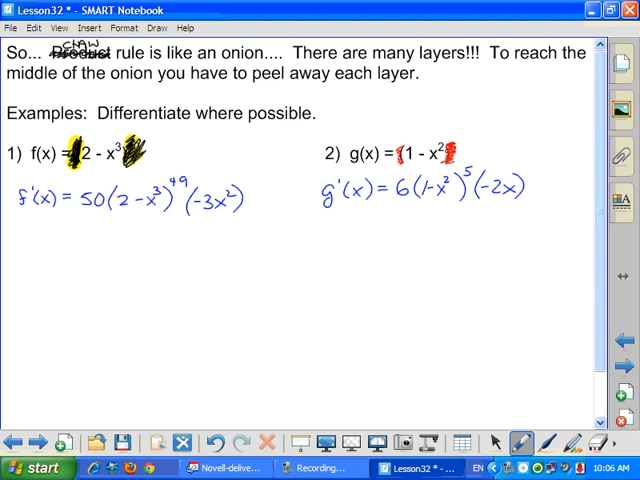 Lesson32 * - SMART Notebook
File Edit View Insert Format Draw Help
chain
So... Product rule is like an onion.... There are many layers!!! To reach the
middle of the onion you have to peel away each layer.
Examples: Differentiate where possible.
1) f(x) = 2 - x³ 2) g(x) = (1 - x²
f'(x) = 50(2-x³)⁴⁹(-3x²) g'(x) = 6(1-x²)⁵(-2x)
start Novell-delive... Recording... Lesson32 * - ... EN 10:06 AM